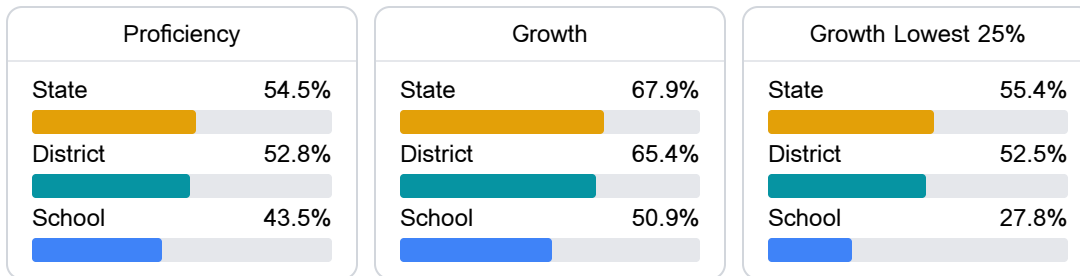 Proficiency
State 54.5%
District 52.8%
School 43.5%
Growth
State 67.9%
District 65.4%
School 50.9%
Growth Lowest 25%
State 55.4%
District 52.5%
School 27.8%